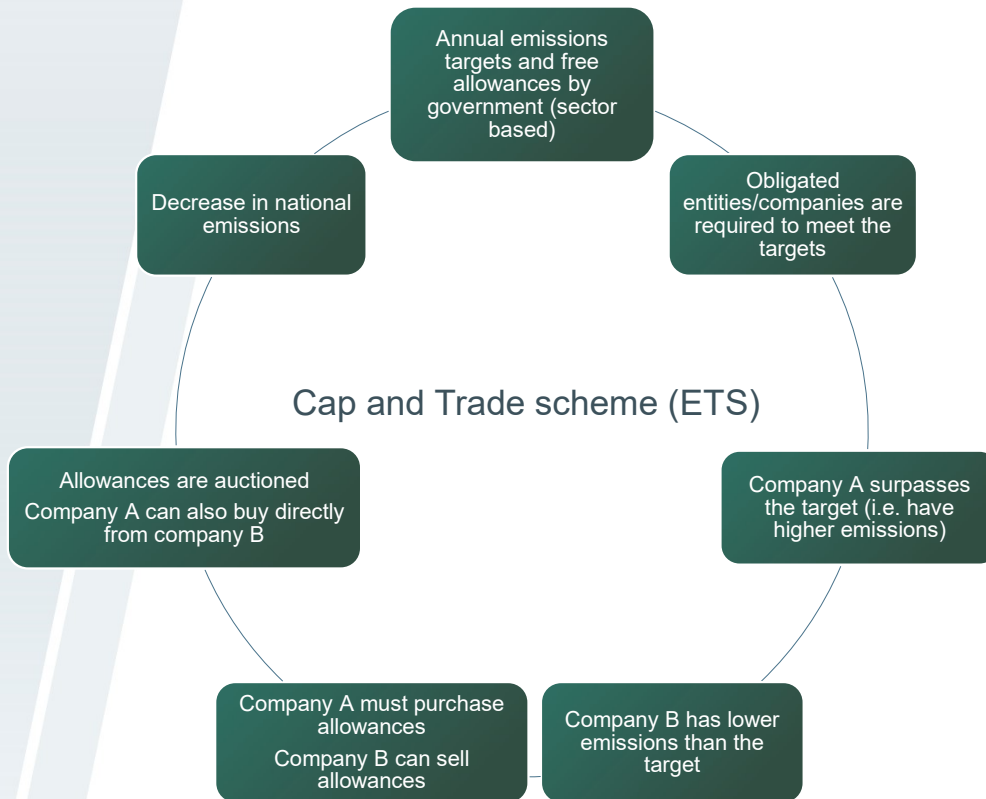 Annual emissions
targets and free
allowances by
government (sector
based)
Obligated
entities/companies are
required to meet the
targets
Company A surpasses
the target (i.e. have
higher emissions)
Company B has lower
emissions than the
target
Company A must purchase
allowances
Company B can sell
allowances
Allowances are auctioned
Company A can also buy directly
from company B
Decrease in national
emissions
Cap and Trade scheme (ETS)